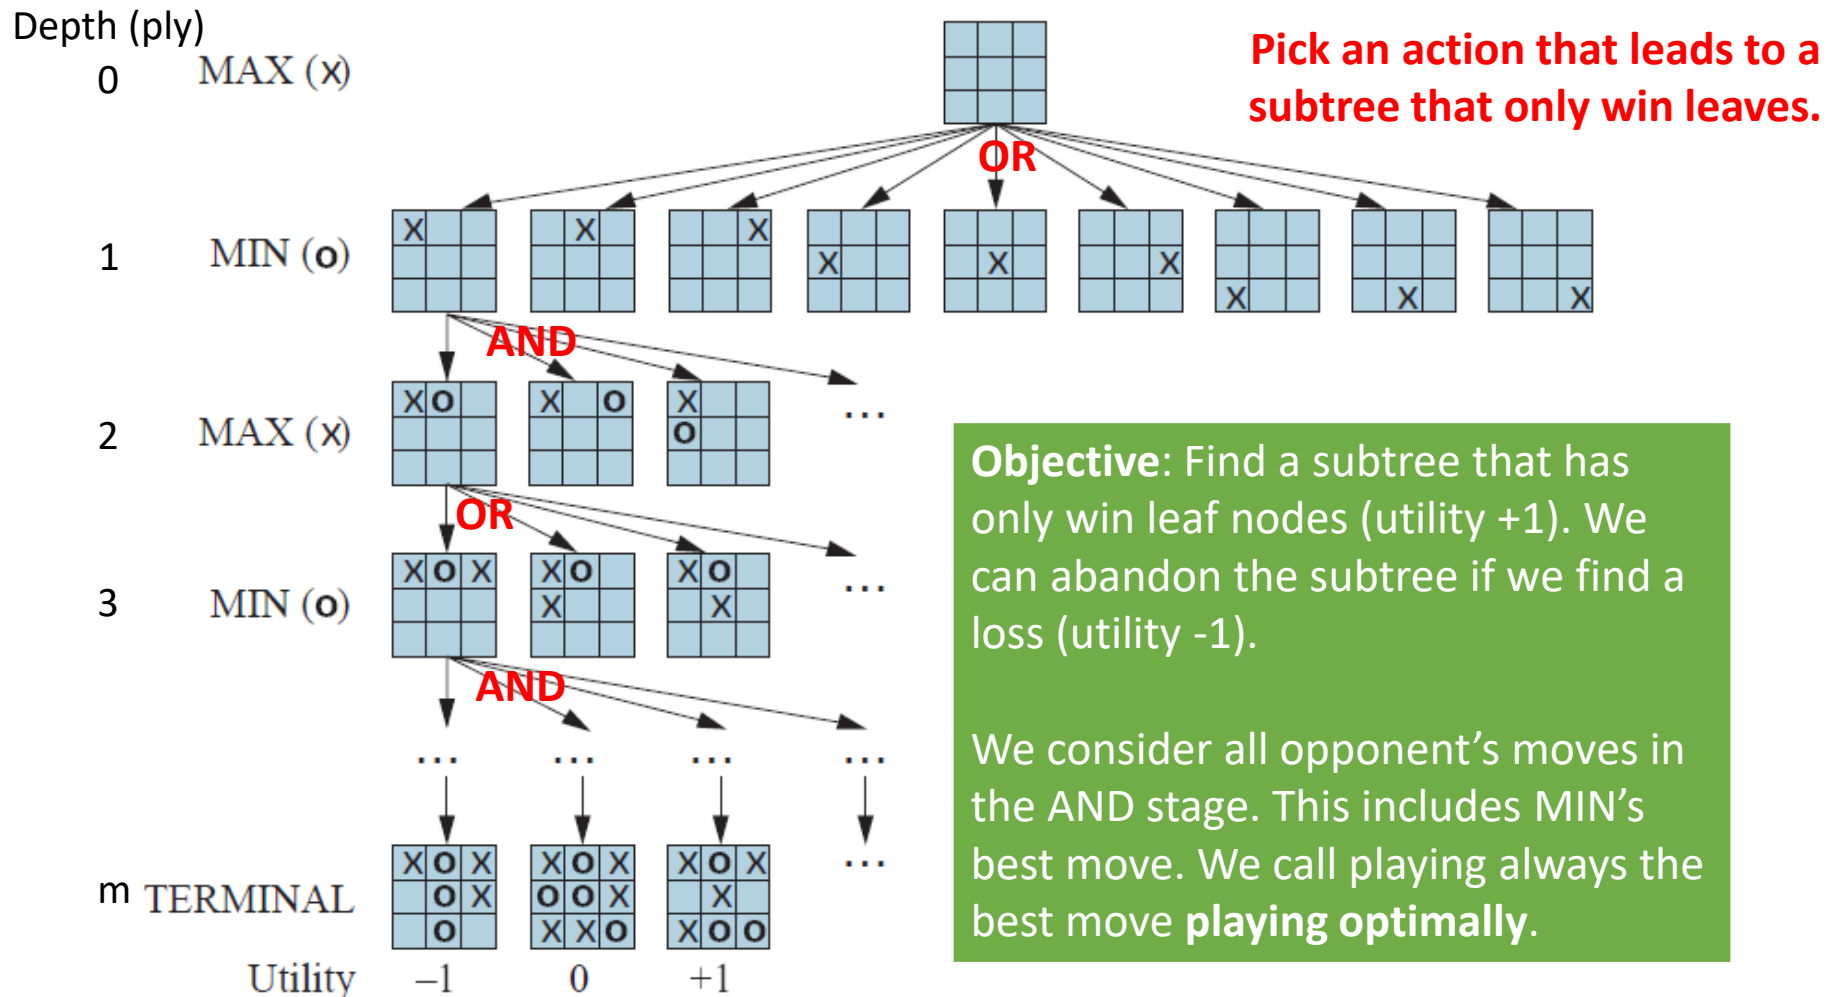 Depth (ply)
0 MAX (x)
Pick an action that leads to a
subtree that only win leaves.
OR
1 MIN (o)
X X X
X X X
X X X
AND
2 MAX (x)
X O X O X
O
...
OR
3 MIN (o)
X O X X O X O
X X
...
AND
... ... ... ...
m TERMINAL
X O X X O X X O X
O X O O X X
O X X O X O O
...
Utility –1 0 +1
Objective: Find a subtree that has
only win leaf nodes (utility +1). We
can abandon the subtree if we find a
loss (utility -1).
We consider all opponent’s moves in
the AND stage. This includes MIN’s
best move. We call playing always the
best move playing optimally.